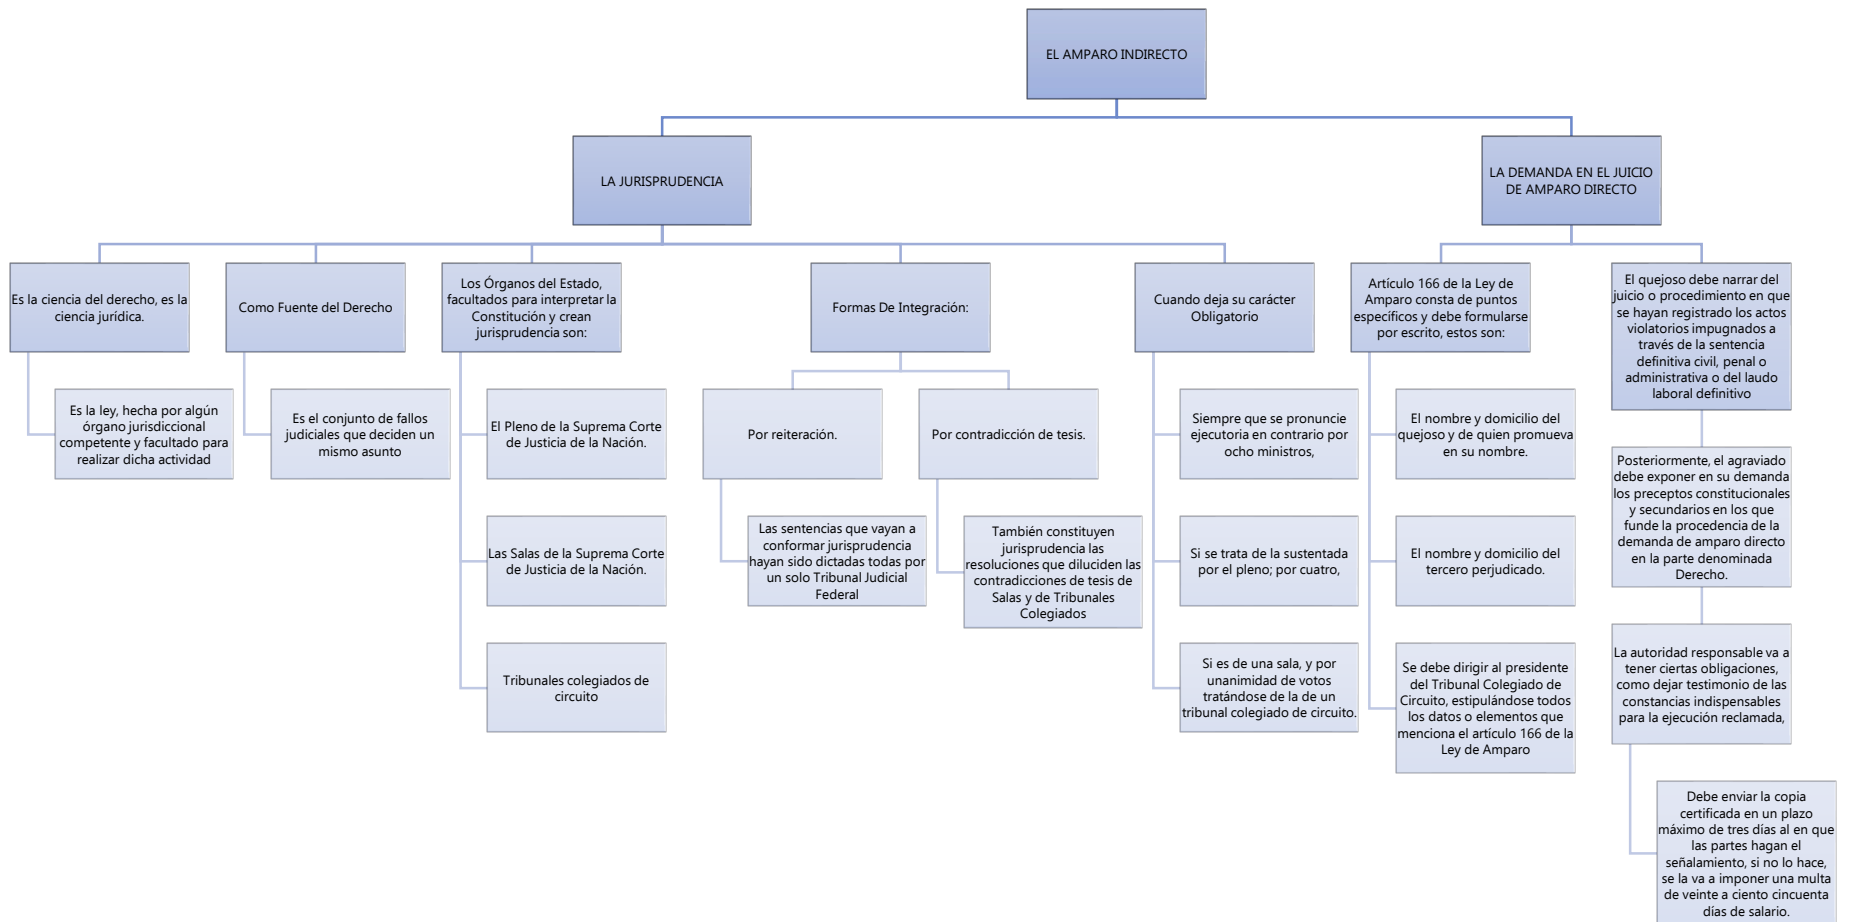 EL AMPARO INDIRECTO
LA JURISPRUDENCIA
Es la ciencia del derecho, es la
ciencia jurídica.
Es la ley, hecha por algún
órgano jurisdiccional
competente y facultado para
realizar dicha actividad
Como Fuente del Derecho
Es el conjunto de fallos
judiciales que deciden un
mismo asunto
Los Órganos del Estado,
facultados para interpretar la
Constitución y crean
jurisprudencia son:
El Pleno de la Suprema Corte
de Justicia de la Nación.
Las Salas de la Suprema Corte
de Justicia de la Nación.
Tribunales colegiados de
circuito
Formas De Integración:
Por reiteración.
Las sentencias que vayan a
conformar jurisprudencia
hayan sido dictadas todas por
un solo Tribunal Judicial
Federal
Por contradicción de tesis.
También constituyen
jurisprudencia las
resoluciones que diluciden las
contradicciones de tesis de
Salas y de Tribunales
Colegiados
Cuando deja su carácter
Obligatorio
Siempre que se pronuncie
ejecutoria en contrario por
ocho ministros,
Si se trata de la sustentada
por el pleno; por cuatro,
Si es de una sala, y por
unanimidad de votos
tratándose de la de un
tribunal colegiado de circuito.
LA DEMANDA EN EL JUICIO
DE AMPARO DIRECTO
Artículo 166 de la Ley de
Amparo consta de puntos
específicos y debe formularse
por escrito, estos son:
El nombre y domicilio del
quejoso y de quien promueva
en su nombre.
El nombre y domicilio del
tercero perjudicado.
Se debe dirigir al presidente
del Tribunal Colegiado de
Circuito, estipulándose todos
los datos o elementos que
menciona el artículo 166 de la
Ley de Amparo
El quejoso debe narrar del
juicio o procedimiento en que
se hayan registrado los actos
violatorios impugnados a
través de la sentencia
definitiva civil, penal o
administrativa o del laudo
laboral definitivo
Posteriormente, el agraviado
debe exponer en su demanda
los preceptos constitucionales
y secundarios en los que
funde la procedencia de la
demanda de amparo directo
en la parte denominada
Derecho.
La autoridad responsable va a
tener ciertas obligaciones,
como dejar testimonio de las
constancias indispensables
para la ejecución reclamada,
Debe enviar la copia
certificada en un plazo
máximo de tres días al en que
las partes hagan el
señalamiento, si no lo hace,
se la va a imponer una multa
de veinte a ciento cincuenta
días de salario.